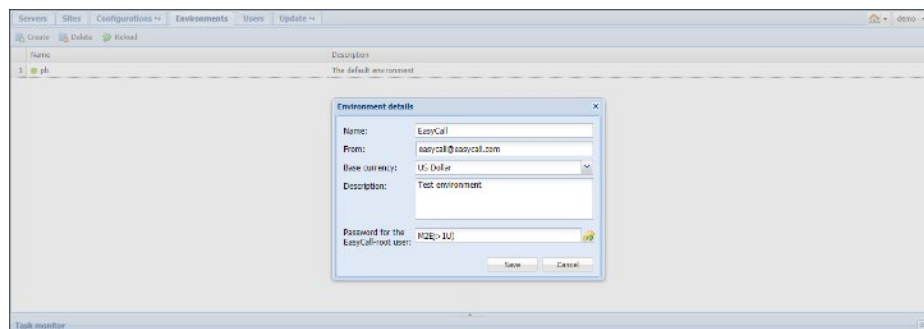 Servers Sites Configurations Environments Users Update demo
Create Delete Reload
Name Description
1 pb The default environment
Environment details
Name: EasyCall
From: easycall@easycall.com
Base currency: US Dollar
Description: Test environment
Password for the
EasyCall-root user: M2E(>1U)
Save Cancel
Task monitor